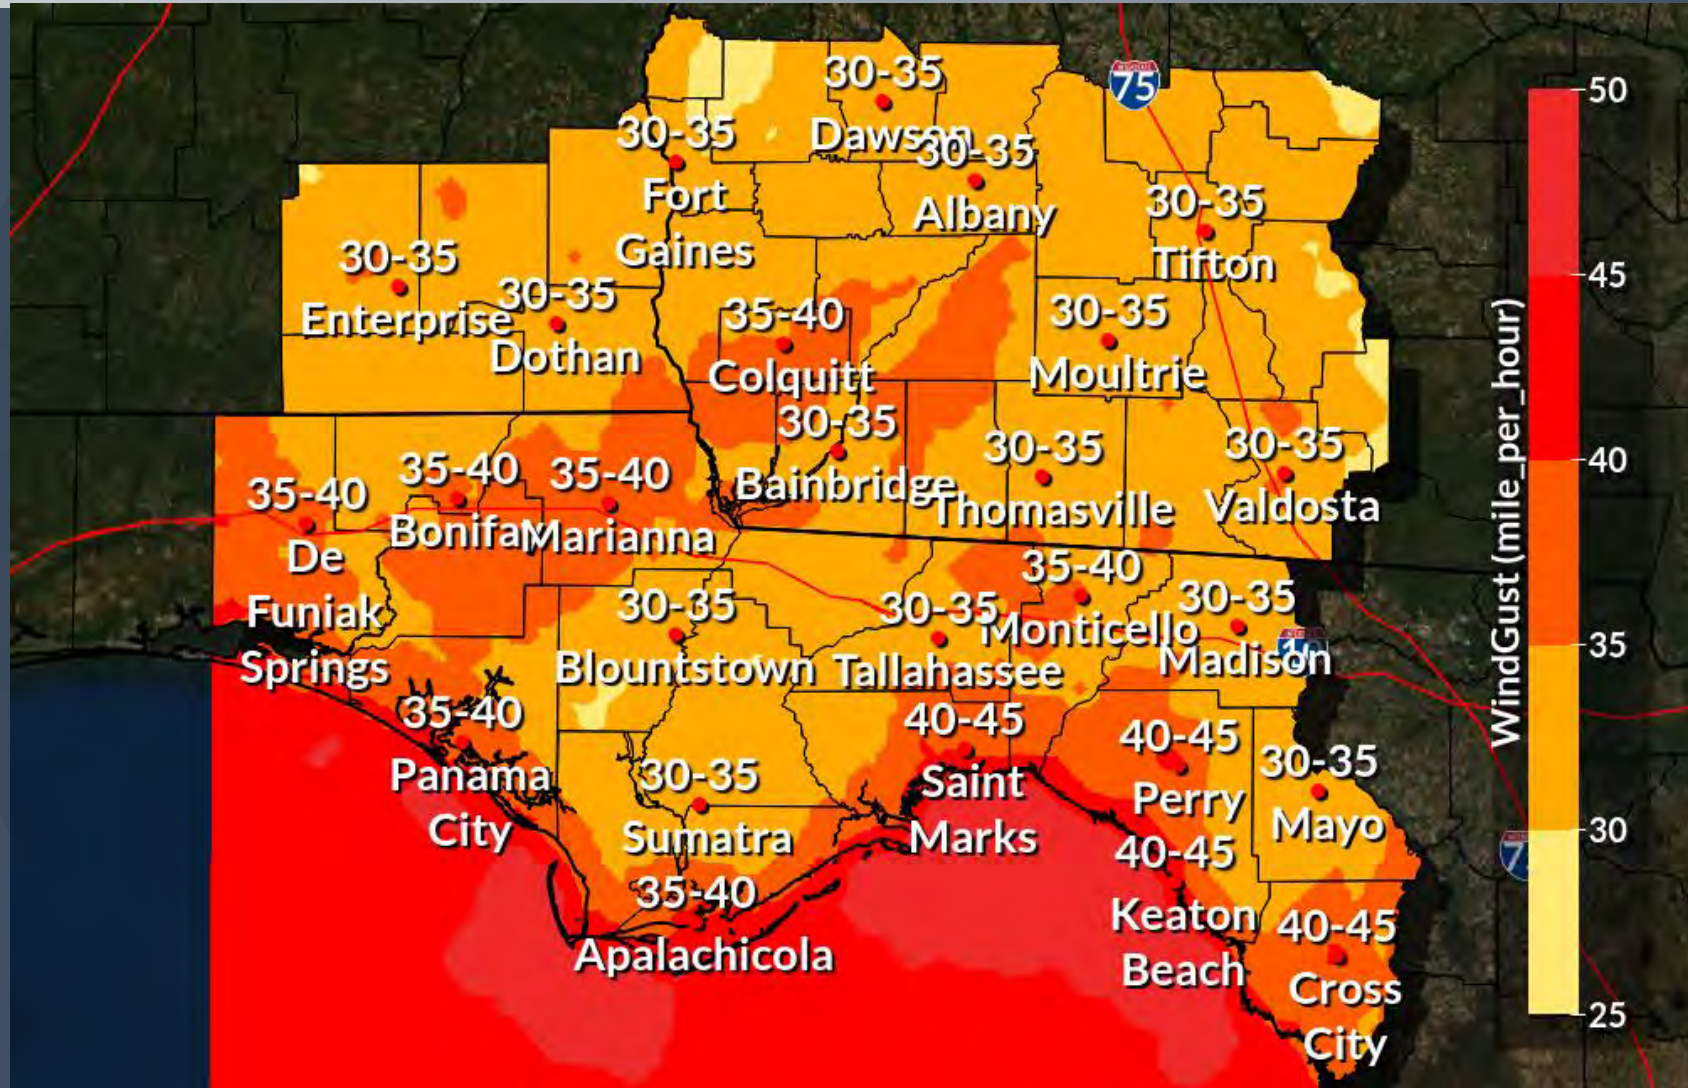 30-35
Dawson
75
50
30-35
Fort
Gaines
30-35
Albany
30-35
Tifton
30-35
Enterprise
30-35
Dothan
35-40
Colquitt
30-35
Moultrie
45
30-35
Bainbridge
30-35
Thomasville
30-35
Valdosta
40
35-40
De
Funiak
Springs
35-40
35-40
Marianna
35-40
Monticello
30-35
Blountstown
30-35
Tallahassee
30-35
Madison
35
35-40
Panama
City
40-45
Saint
Marks
40-45
Perry
30-35
Mayo
30-35
Sumatra
30
40-45
Keaton
Beach
35-40
Apalachicola
40-45
Cross
City
25
WindGust (mile_per_hour)